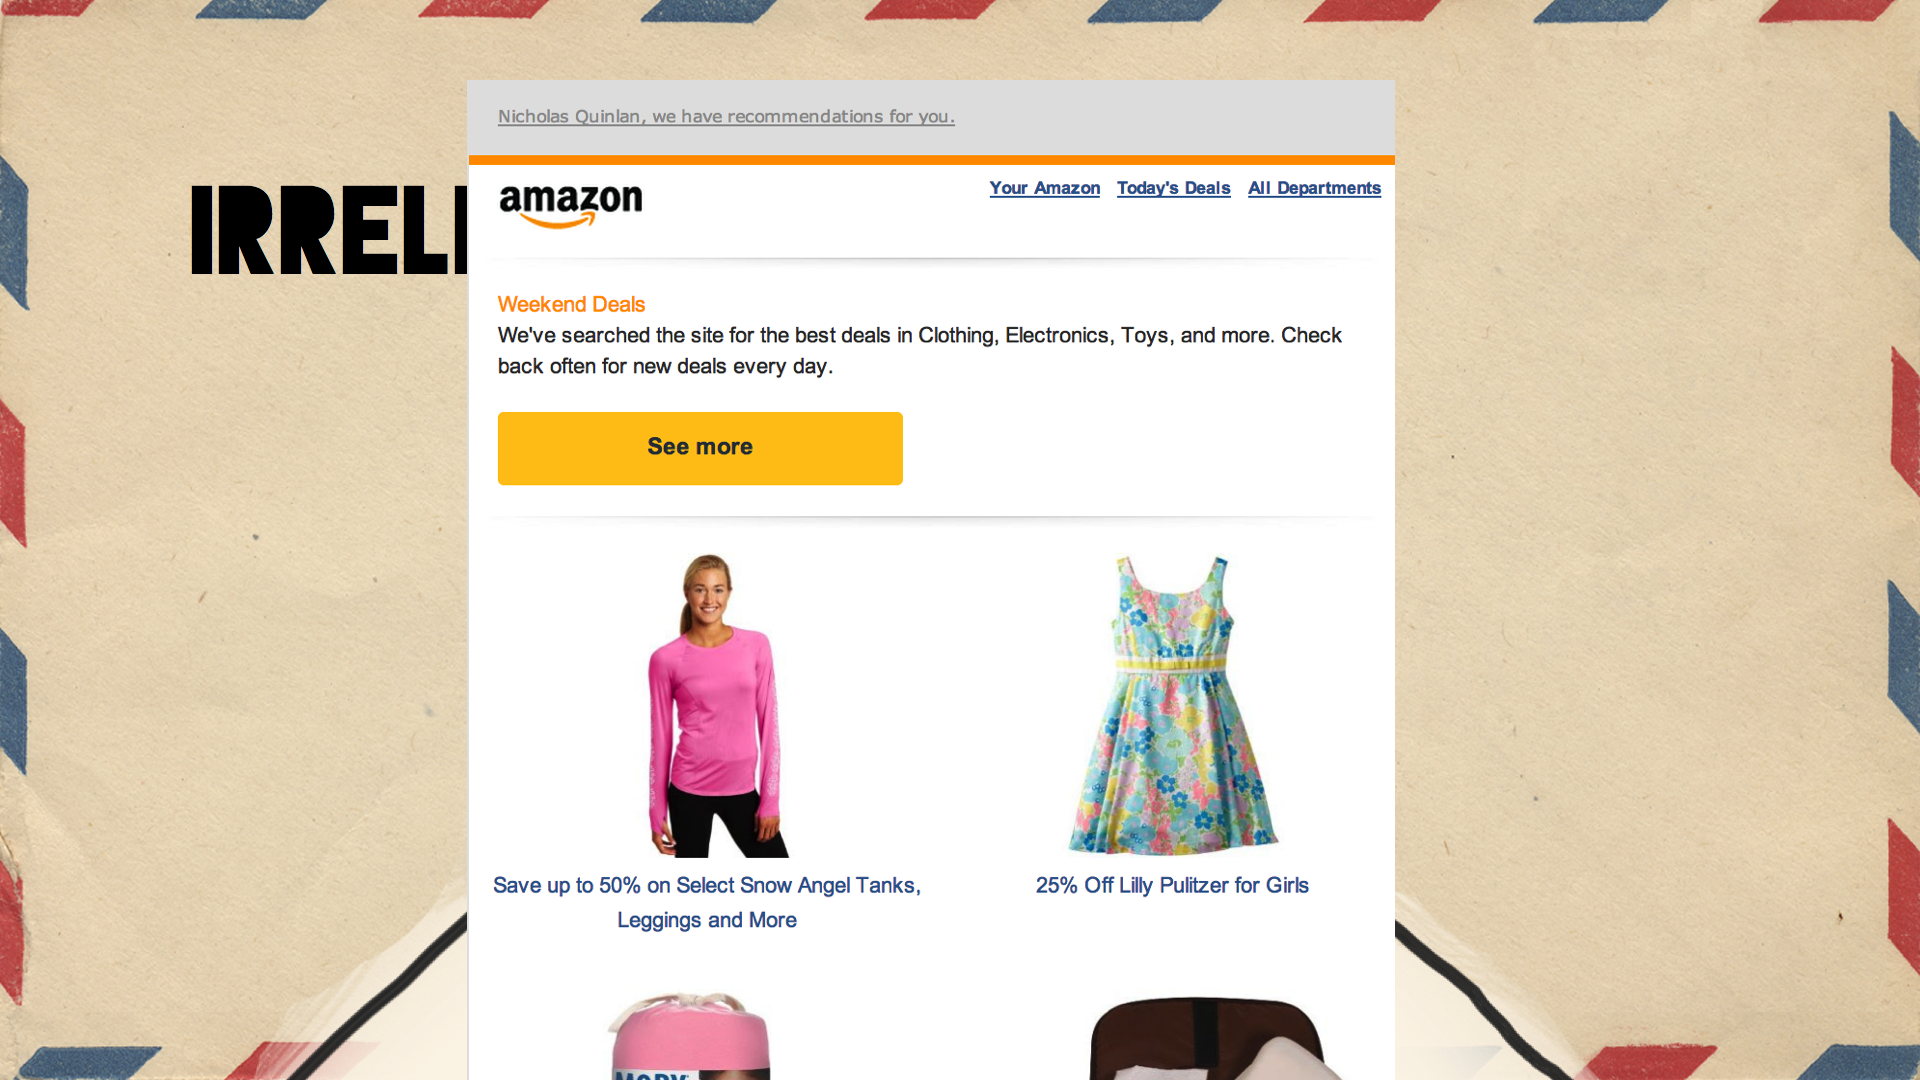 Nicholas Quinlan, we have recommendations for you.
amazon
Your Amazon Today's Deals All Departments
IRREL
Weekend Deals
We've searched the site for the best deals in Clothing, Electronics, Toys, and more. Check
back often for new deals every day.
See more
Save up to 50% on Select Snow Angel Tanks,
Leggings and More
25% Off Lilly Pulitzer for Girls
MOBY